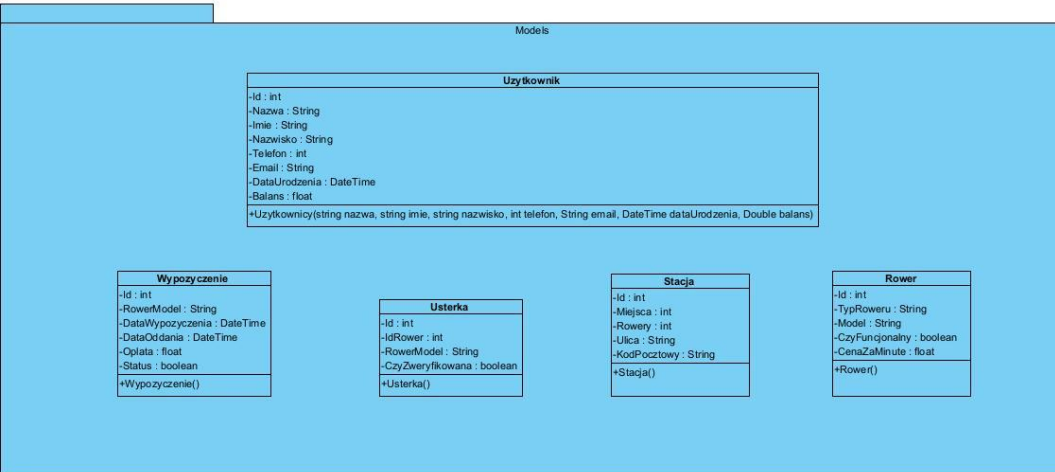 Models
Uzytkownik
-Id : int
-Nazwa : String
-Imie : String
-Nazwisko : String
-Telefon : int
-Email : String
-DataUrodzenia : DateTime
-Balans : float
+Uzytkownicy(string nazwa, string imie, string nazwisko, int telefon, String email, DateTime dataUrodzenia, Double balans)
Wypozyczenie
-Id : int
-RowerModel : String
-DataWypozyczenia : DateTime
-DataOddania : DateTime
-Oplata : float
-Status : boolean
+Wypozyczenie()
Usterka
-Id : int
-IdRower : int
-RowerModel : String
-CzyZweryfikowana : boolean
+Usterka()
Stacja
-Id : int
-Miejsca : int
-Rowery : int
-Ulica : String
-KodPocztowy : String
+Stacja()
Rower
-Id : int
-TypRoweru : String
-Model : String
-CzyFuncjonalny : boolean
-CenaZaMinute : float
+Rower()